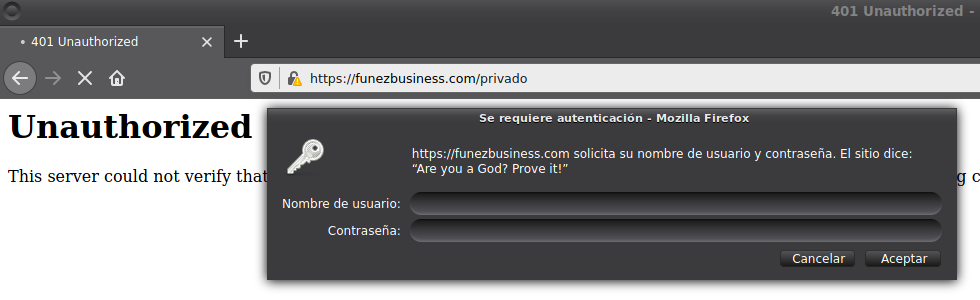 401 Unauthorized -
• 401 Unauthorized
https://funezbusiness.com/privado
Unauthorized
Se requiere autenticación - Mozilla Firefox
https://funezbusiness.com solicita su nombre de usuario y contraseña. El sitio dice:
“Are you a God? Prove it!”
This server could not verify that
g c
Nombre de usuario:
Contraseña:
Cancelar Aceptar